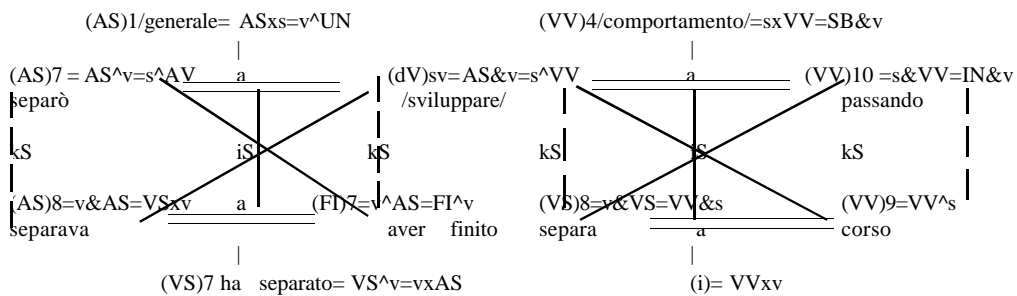 (AS)1/generale= ASxs=v^UN (VV)4/comportamento/=sxVV=SB&v
| |
(AS)7 = AS^v=s^AV a (dV)sv=AS&v=s^VV a (VV)10 =s&VV=IN&v
separò /sviluppare/ passando
kS iS kS kS iS kS
(AS)8=v&AS=VSxv a (FI)7=v^AS=FI^v (VS)8=v&VS=VV&s (VV)9=VV^s
separava aver finito separa a corso
| |
(VS)7 ha separato= VS^v=vxAS (i)= VVxv